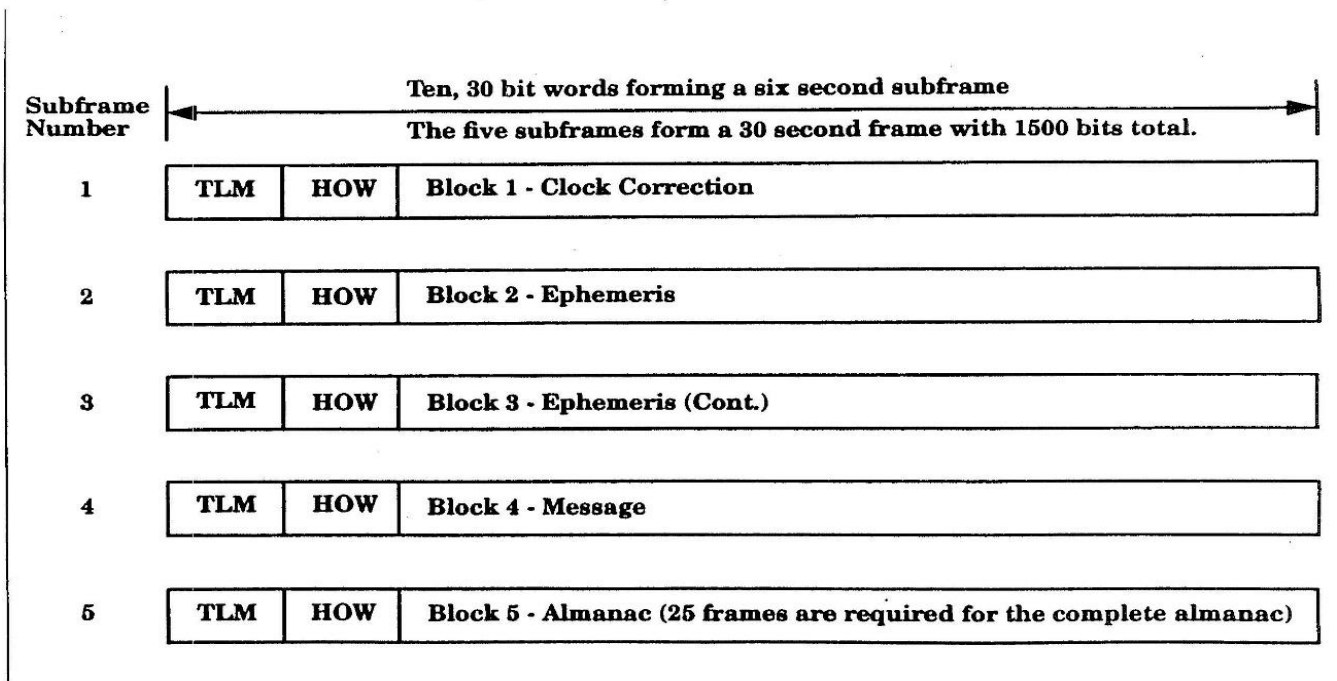 Ten, 30 bit words forming a six second subframe
Subframe
Number
The five subframes form a 30 second frame with 1500 bits total.
1 TLM HOW Block 1 - Clock Correction
2 TLM HOW Block 2 - Ephemeris
3 TLM HOW Block 3 - Ephemeris (Cont.)
4 TLM HOW Block 4 - Message
5 TLM HOW Block 5 - Almanac (25 frames are required for the complete almanac)